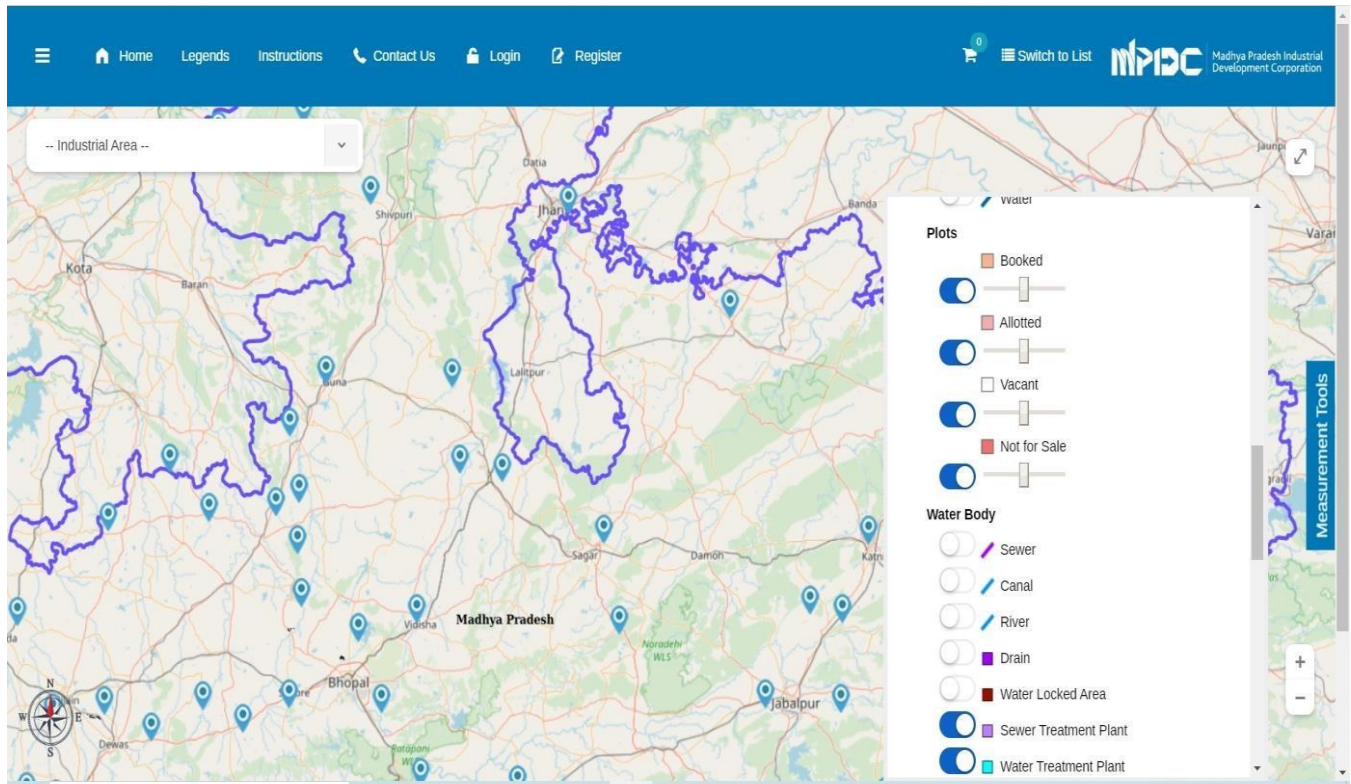 Home Legends Instructions Contact Us Login Register
0
Switch to List
MPIDC
Madhya Pradesh Industrial
Development Corporation
-- Industrial Area --
Datia
Shivpuri
Banda
Kota
Baran
Lalitpur
Guna
Sagar
Damoh
Vidisha
Madhya Pradesh
Noradehi
WLS
Bhopal
Jabalpur
Dewas
Ratapani
N
W E
S
Water
Plots
Booked
Allotted
Vacant
Not for Sale
Water Body
Sewer
Canal
River
Drain
Water Locked Area
Sewer Treatment Plant
Water Treatment Plant
Measurement Tools
+
−